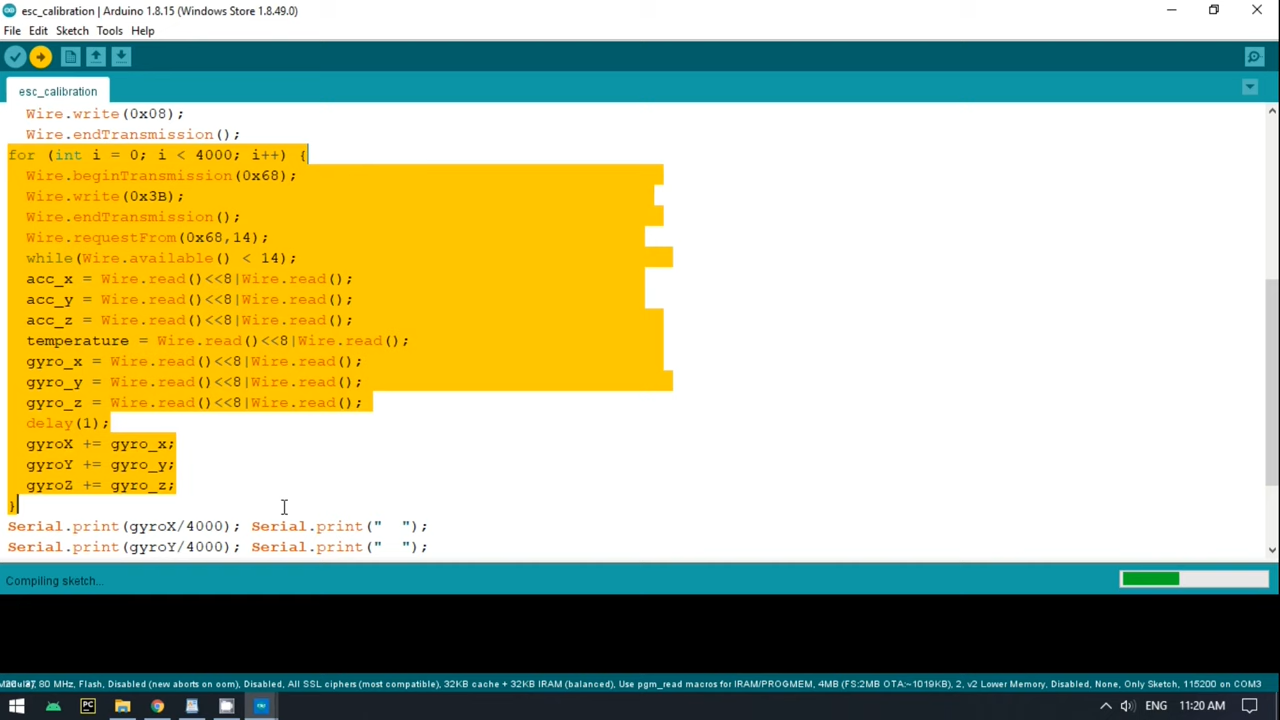 esc_calibration | Arduino 1.8.15 (Windows Store 1.8.49.0)
File Edit Sketch Tools Help
esc_calibration
Wire.write(0x08);
Wire.endTransmission();
for (int i = 0; i < 4000; i++) {
Wire.beginTransmission(0x68);
Wire.write(0x3B);
Wire.endTransmission();
Wire.requestFrom(0x68,14);
while(Wire.available() < 14);
acc_x = Wire.read()<<8|Wire.read();
acc_y = Wire.read()<<8|Wire.read();
acc_z = Wire.read()<<8|Wire.read();
temperature = Wire.read()<<8|Wire.read();
gyro_x = Wire.read()<<8|Wire.read();
gyro_y = Wire.read()<<8|Wire.read();
gyro_z = Wire.read()<<8|Wire.read();
delay(1);
gyroX += gyro_x;
gyroY += gyro_y;
gyroZ += gyro_z;
}
Serial.print(gyroX/4000); Serial.print("  ");
Serial.print(gyroY/4000); Serial.print("  ");
Compiling sketch...
80 MHz, Flash, Disabled (new aborts on oom), Disabled, All SSL ciphers (most compatible), 32KB cache + 32KB IRAM (balanced), Use pgm_read macros for IRAM/PROGMEM, 4MB (FS:2MB OTA:~1019KB), 2, v2 Lower Memory, Disabled, None, Only Sketch, 115200 on COM3
PC ENG 11:20 AM